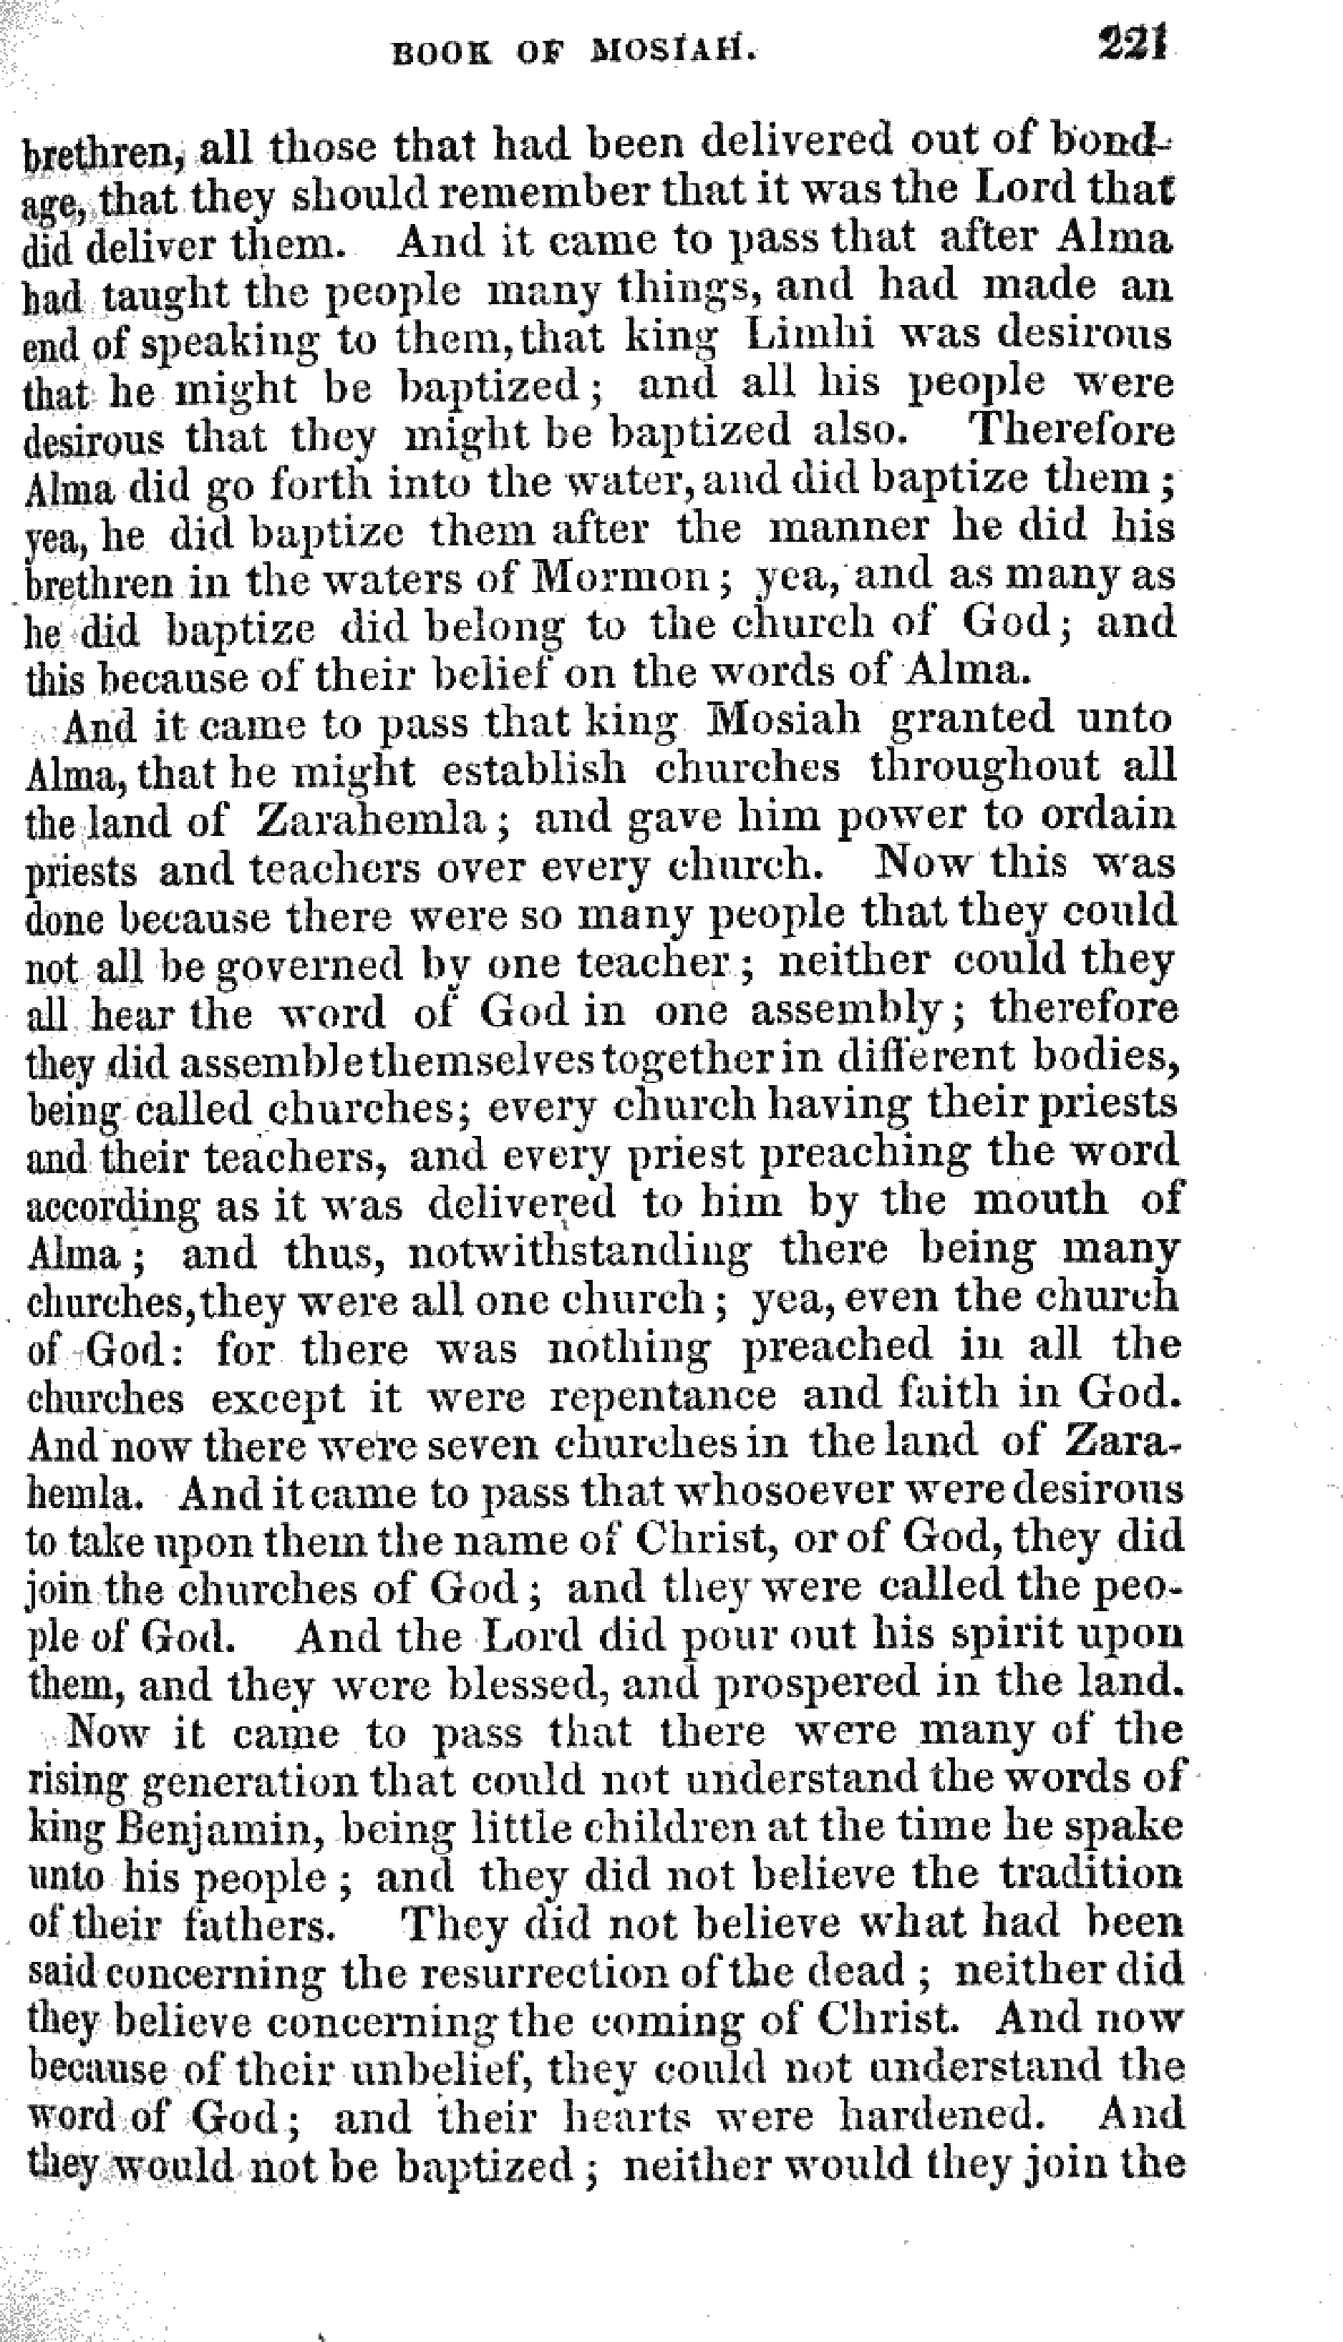 BOOK OF MOSIAH. 221
brethren, all those that had been delivered out of bond-
age, that they should remember that it was the Lord that
did deliver them. And it came to pass that after Alma
had taught the people many things, and had made an
end of speaking to them, that king Limhi was desirous
that he might be baptized; and all his people were
desirous that they might be baptized also. Therefore
Alma did go forth into the water, and did baptize them;
yea, he did baptize them after the manner he did his
brethren in the waters of Mormon; yea, and as many as
he did baptize did belong to the church of God; and
this because of their belief on the words of Alma.
And it came to pass that king Mosiah granted unto
Alma, that he might establish churches throughout all
the land of Zarahemla; and gave him power to ordain
priests and teachers over every church. Now this was
done because there were so many people that they could
not all be governed by one teacher; neither could they
all hear the word of God in one assembly; therefore
they did assemble themselves together in different bodies,
being called churches; every church having their priests
and their teachers, and every priest preaching the word
according as it was delivered to him by the mouth of
Alma; and thus, notwithstanding there being many
churches, they were all one church; yea, even the church
of God: for there was nothing preached in all the
churches except it were repentance and faith in God.
And now there were seven churches in the land of Zara-
hemla. And it came to pass that whosoever were desirous
to take upon them the name of Christ, or of God, they did
join the churches of God; and they were called the peo-
ple of God. And the Lord did pour out his spirit upon
them, and they were blessed, and prospered in the land.
Now it came to pass that there were many of the
rising generation that could not understand the words of
king Benjamin, being little children at the time he spake
unto his people; and they did not believe the tradition
of their fathers. They did not believe what had been
said concerning the resurrection of the dead; neither did
they believe concerning the coming of Christ. And now
because of their unbelief, they could not understand the
word of God; and their hearts were hardened. And
they would not be baptized; neither would they join the